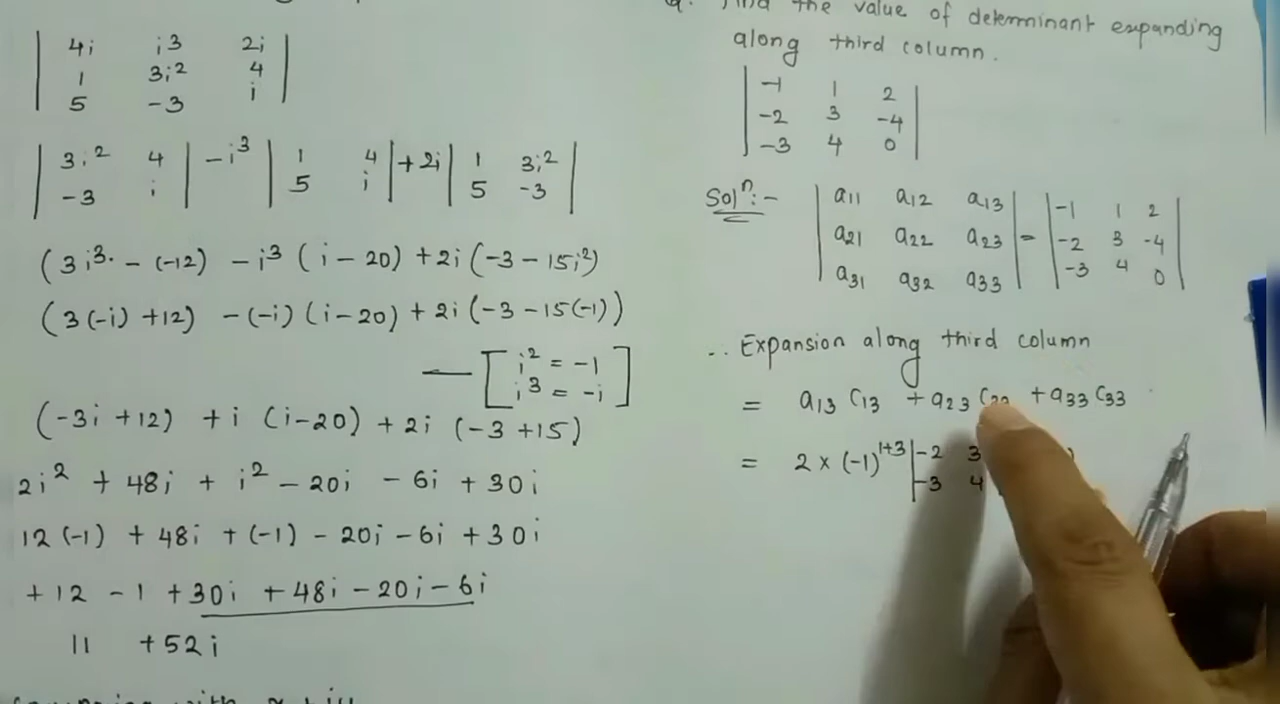 | 4i i3 2i |
| 1 3i² 4 |
| 5 -3 i |
| 3i² 4 | -i³ | 1 4 | +2i | 1 3i² |
| -3 i | | 5 i | | 5 -3 |
(3i³· - (-12) - i³ (i - 20) + 2i (-3 - 15i²)
(3(-i) + 12) - (-i) (i-20) + 2i (-3 - 15(-1))
— [ i² = -1
i³ = -i ]
(-3i + 12) + i (i-20) + 2i (-3 + 15)
2i² + 48i + i² - 20i - 6i + 30i
12 (-1) + 48i + (-1) - 20i - 6i + 30i
+12 - 1 + 30i + 48i - 20i - 6i
11 + 52i
with
the value of determinant expanding
along third column.
| -1 1 2 |
| -2 3 -4 |
| -3 4 0 |
Solⁿ:- | a11 a12 a13 | = | -1 1 2 |
| a21 a22 a23 | | -2 3 -4 |
| a31 a32 a33 | | -3 4 0 |
∴ Expansion along third column
= a13 C13 + a23 + a33 C33
= 2 × (-1)¹⁺³ | -2 3
| -3 4